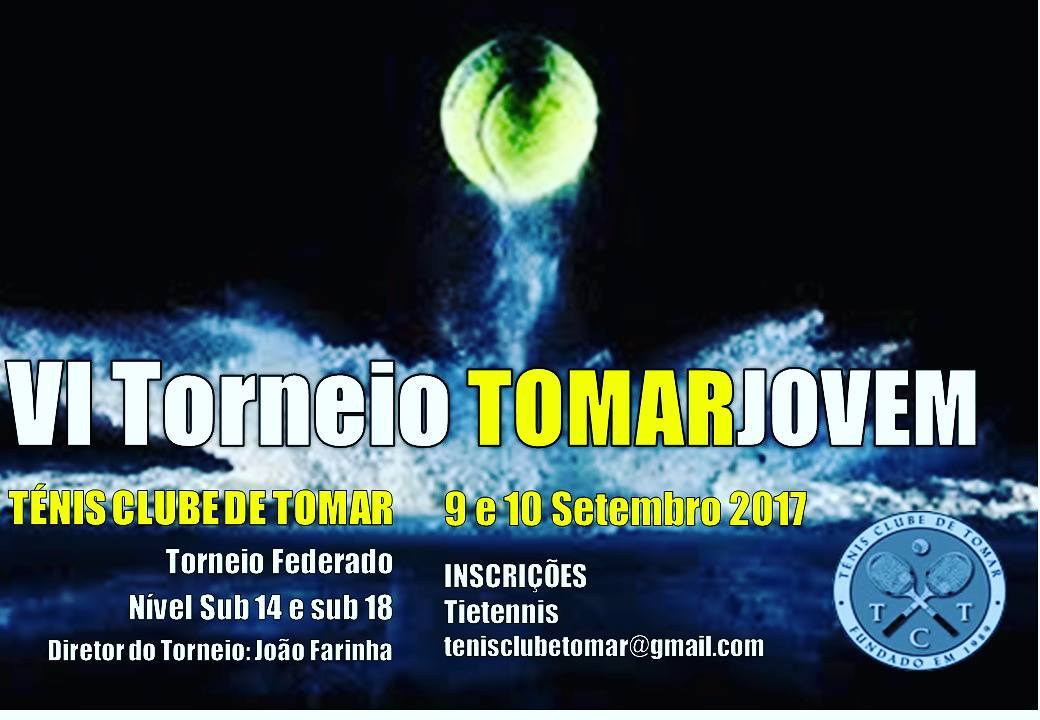 VI Torneio TOMARJOVEM
TÉNIS CLUBE DE TOMAR
Torneio Federado
Nível Sub 14 e sub 18
Diretor do Torneio: João Farinha
9 e 10 Setembro 2017
INSCRIÇÕES
Tietennis
tenisclubetomar@gmail.com
TÉNIS CLUBE DE TOMAR
T T
C
FUNDADO EM